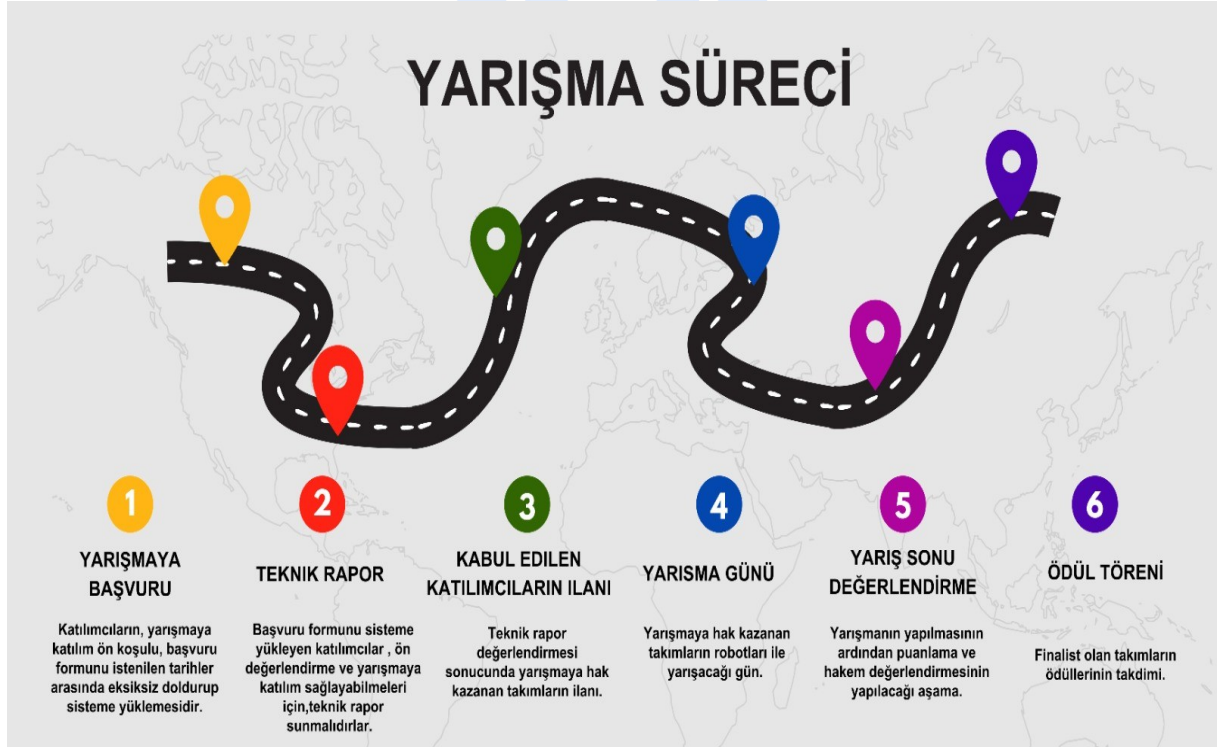 YARIŞMA SÜRECİ
1
YARIŞMAYA
BAŞVURU
Katılımcıların, yarışmaya
katılım ön koşulu, başvuru
formunu istenilen tarihler
arasında eksiksiz doldurup
sisteme yüklemesidir.
2
TEKNIK RAPOR
Başvuru formunu sisteme
yükleyen katılımcılar , ön
değerlendirme ve yarışmaya
katılım sağlayabilmeleri
için,teknik rapor
sunmalıdırlar.
3
KABUL EDILEN
KATILIMCILARIN ILANI
Teknik rapor
değerlendirmesi
sonucunda yarışmaya hak
kazanan takımların ilanı.
4
YARISMA GÜNÜ
Yarışmaya hak kazanan
takımların robotları ile
yarışacağı gün.
5
YARIŞ SONU
DEĞERLENDIRME
Yarışmanın yapılmasının
ardından puanlama ve
hakem değerlendirmesinin
yapılacağı aşama.
6
ÖDÜL TÖRENİ
Finalist olan takımların
ödüllerinin takdimi.